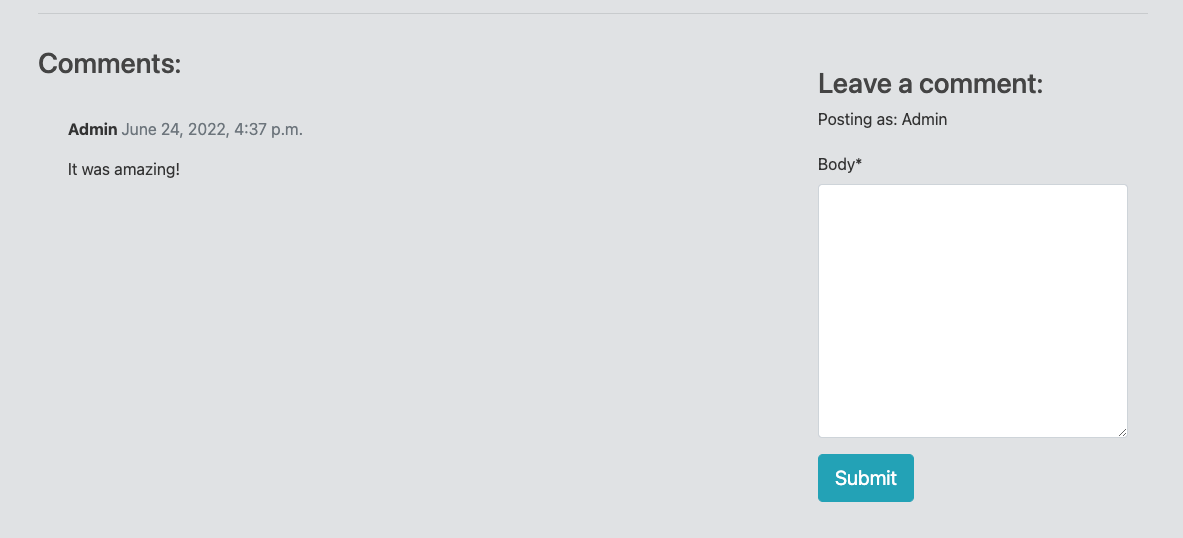 Comments:
Admin June 24, 2022, 4:37 p.m.
It was amazing!
Leave a comment:
Posting as: Admin
Body*
Submit